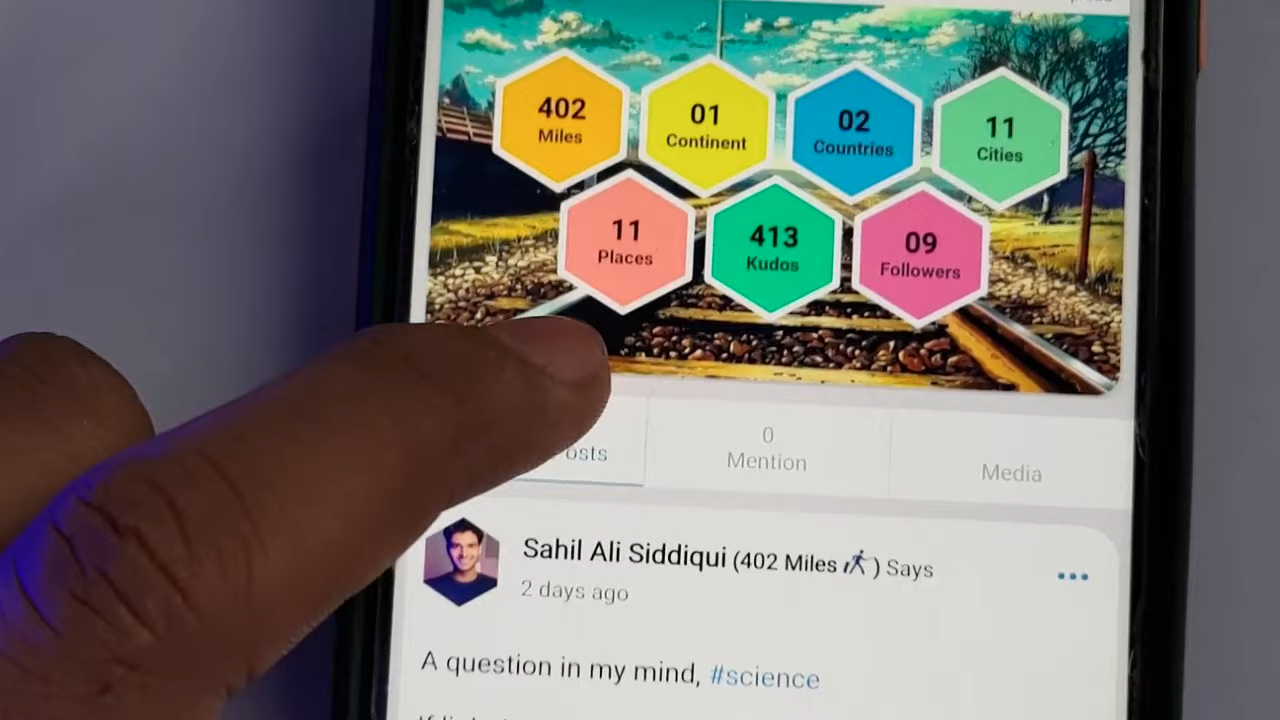 402
Miles
01
Continent
02
Countries
11
Cities
11
Places
413
Kudos
09
Followers
0
Mention
Media
Sahil Ali Siddiqui (402 Miles ) Says
2 days ago
A question in my mind, #science